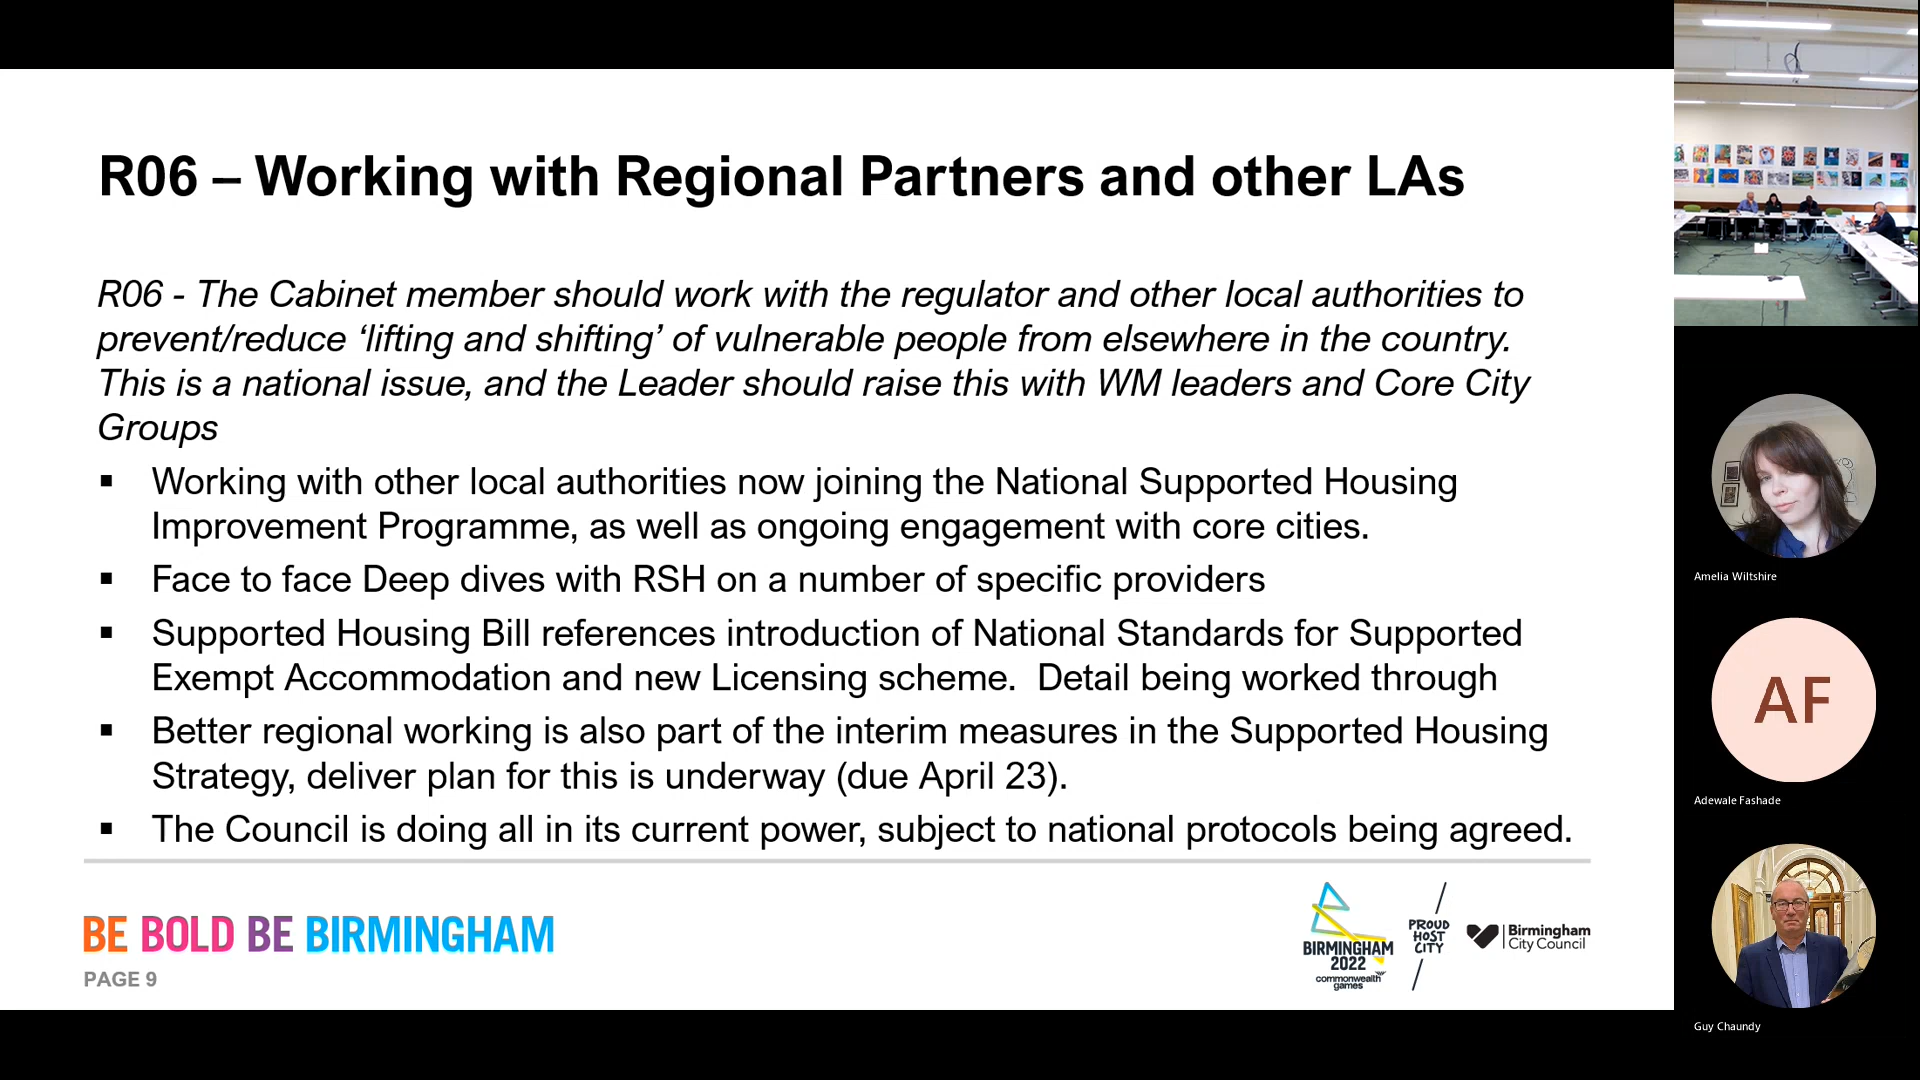 R06 – Working with Regional Partners and other LAs
R06 - The Cabinet member should work with the regulator and other local authorities to
prevent/reduce ‘lifting and shifting’ of vulnerable people from elsewhere in the country.
This is a national issue, and the Leader should raise this with WM leaders and Core City
Groups
▪ Working with other local authorities now joining the National Supported Housing
Improvement Programme, as well as ongoing engagement with core cities.
▪ Face to face Deep dives with RSH on a number of specific providers
▪ Supported Housing Bill references introduction of National Standards for Supported
Exempt Accommodation and new Licensing scheme.  Detail being worked through
▪ Better regional working is also part of the interim measures in the Supported Housing
Strategy, deliver plan for this is underway (due April 23).
▪ The Council is doing all in its current power, subject to national protocols being agreed.
BE BOLD BE BIRMINGHAM
PAGE 9
BIRMINGHAM
2022
commonwealth
games
PROUD
HOST
CITY
Birmingham
City Council
Amelia Wiltshire
AF
Adewale Fashade
Guy Chaundy